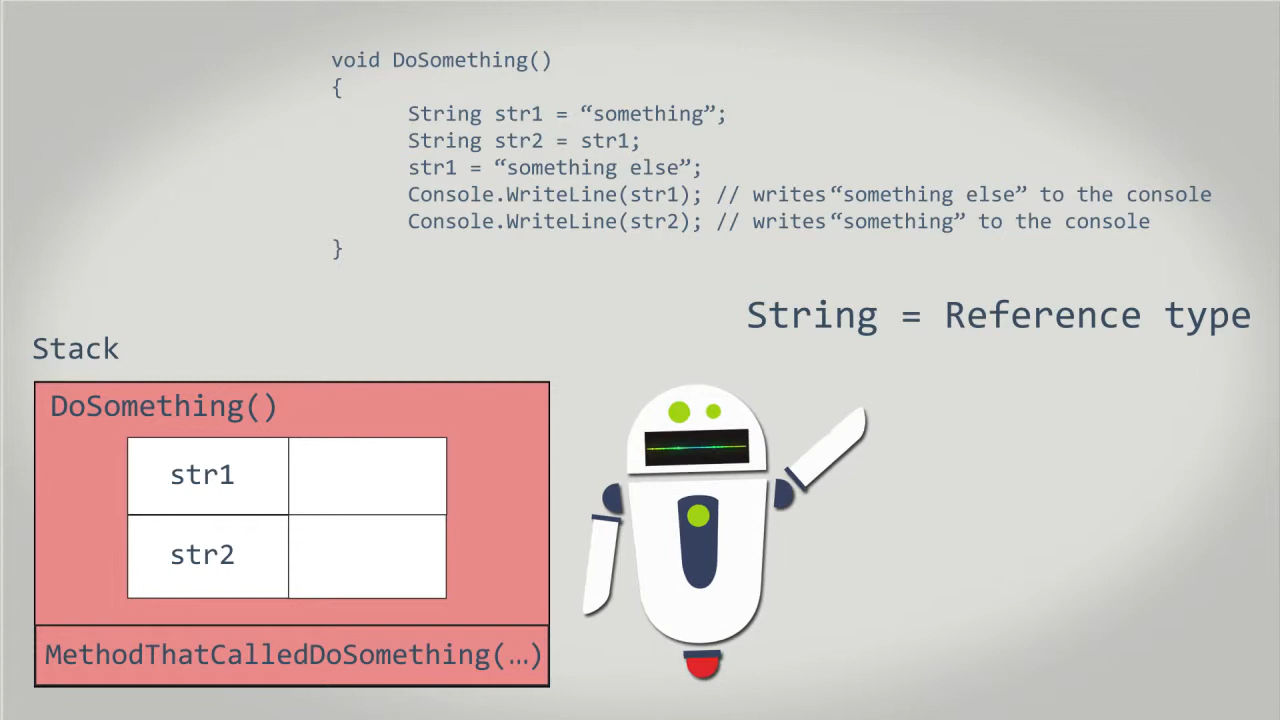 void DoSomething()
{
String str1 = “something”;
String str2 = str1;
str1 = “something else”;
Console.WriteLine(str1); // writes“something else” to the console
Console.WriteLine(str2); // writes“something” to the console
}
String = Reference type
Stack
DoSomething()
str1
str2
MethodThatCalledDoSomething(…)